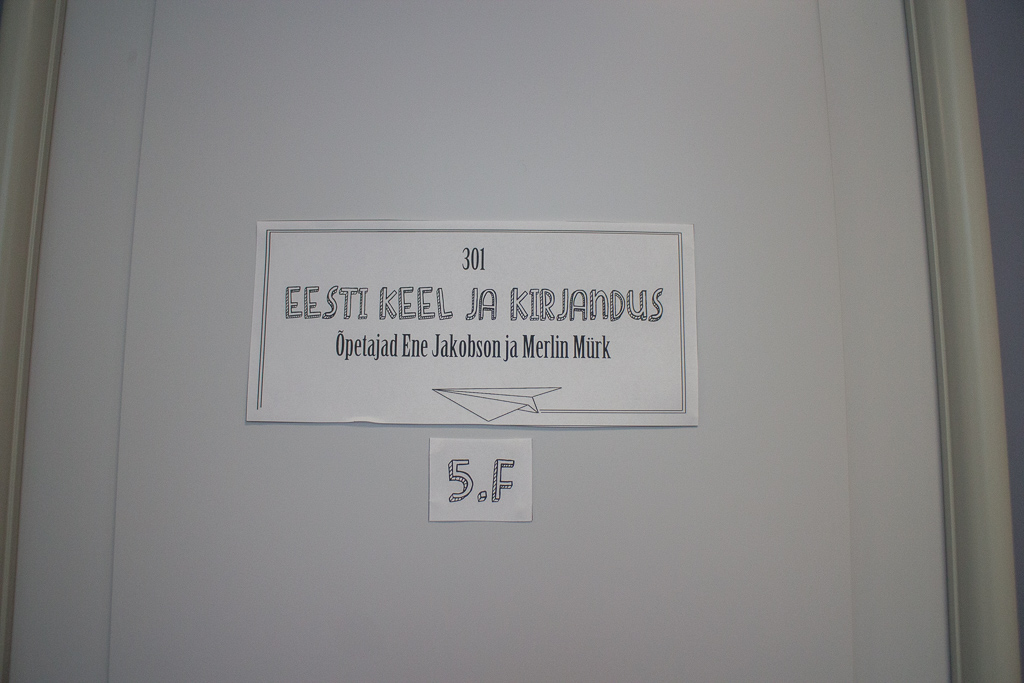 301
EESTI KEEL JA KIRJANDUS
Õpetajad Ene Jakobson ja Merlin Mürk
5.F